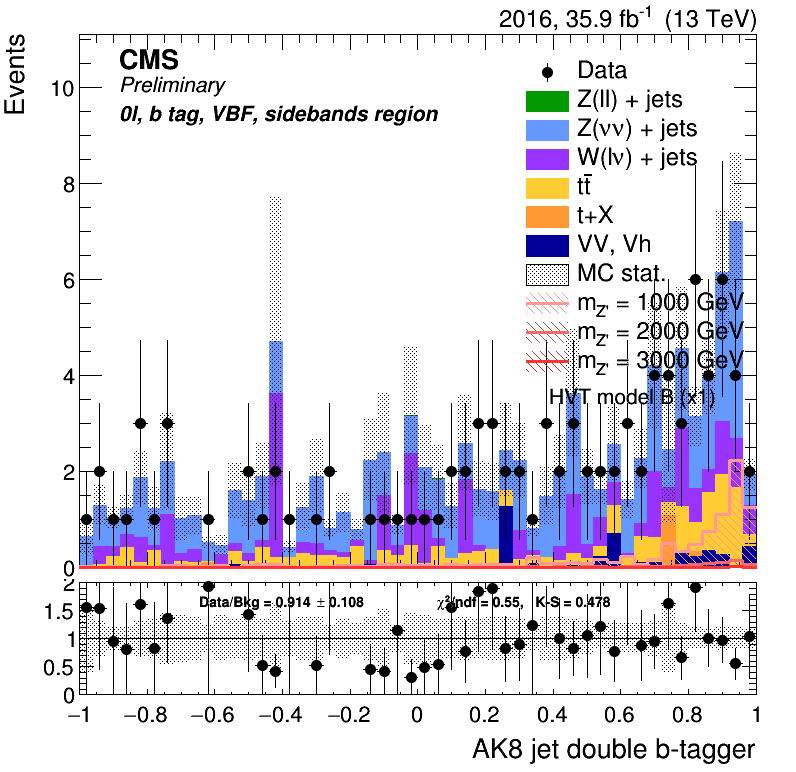 2016, 35.9 fb⁻¹ (13 TeV)
Events
CMS
Preliminary
0l, b tag, VBF, sidebands region
Data
Z(ll) + jets
Z(νν) + jets
W(lν) + jets
tt̄
t+X
VV, Vh
MC stat.
m_Z' = 1000 GeV
m_Z' = 2000 GeV
m_Z' = 3000 GeV
HVT model B (x1)
10
8
6
4
2
0
Data/Bkg = 0.914 ± 0.108
χ²/ndf = 0.55, K-S = 0.478
2
1.5
1
0.5
0
−1 −0.8 −0.6 −0.4 −0.2 0 0.2 0.4 0.6 0.8 1
AK8 jet double b-tagger